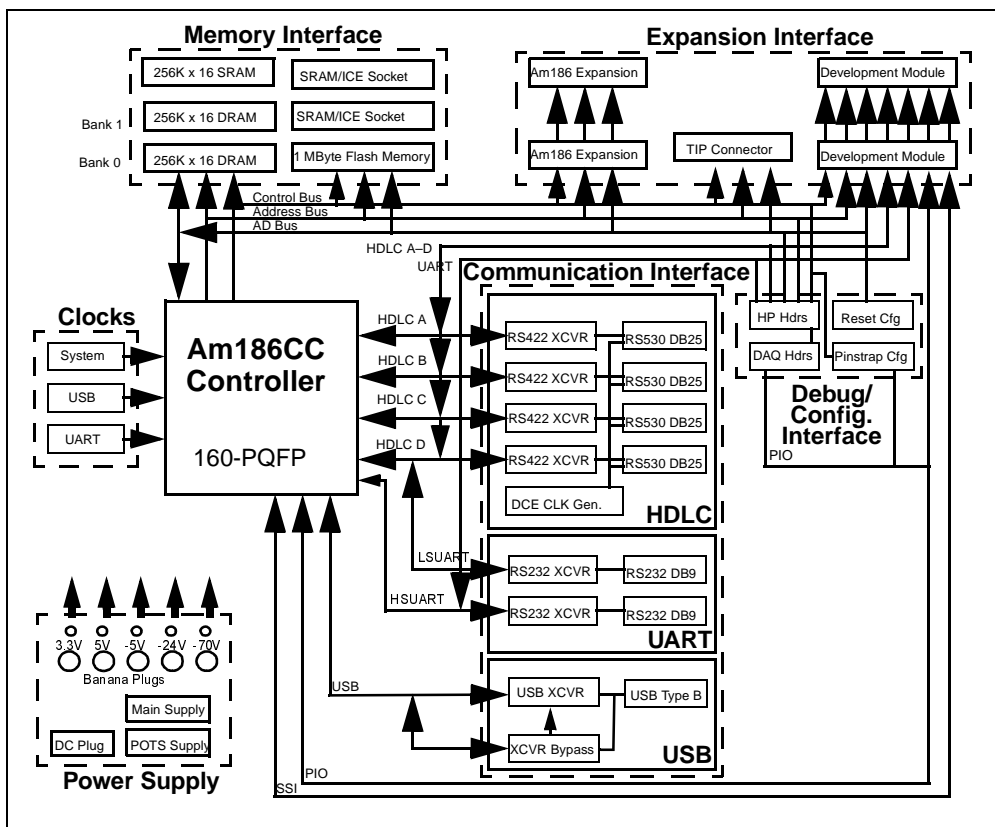 Memory Interface
256K x 16 SRAM
SRAM/ICE Socket
Bank 1
256K x 16 DRAM
SRAM/ICE Socket
Bank 0
256K x 16 DRAM
1 MByte Flash Memory
Expansion Interface
Am186 Expansion
Development Module
Am186 Expansion
TIP Connector
Development Module
Control Bus
Address Bus
AD Bus
HDLC A–D
UART
Clocks
System
USB
UART
Am186CC
Controller
160-PQFP
HDLC A
HDLC B
HDLC C
HDLC D
LSUART
HSUART
USB
PIO
SSI
Communication Interface
RS422 XCVR
RS530 DB25
RS422 XCVR
RS530 DB25
RS422 XCVR
RS530 DB25
RS422 XCVR
RS530 DB25
DCE CLK Gen.
HDLC
RS232 XCVR
RS232 DB9
RS232 XCVR
RS232 DB9
UART
USB XCVR
USB Type B
XCVR Bypass
USB
HP Hdrs
Reset Cfg
DAQ Hdrs
Pinstrap Cfg
Debug/
Config.
Interface
PIO
3.3V 5V -5V -24V -70V
Banana Plugs
Main Supply
DC Plug
POTS Supply
Power Supply